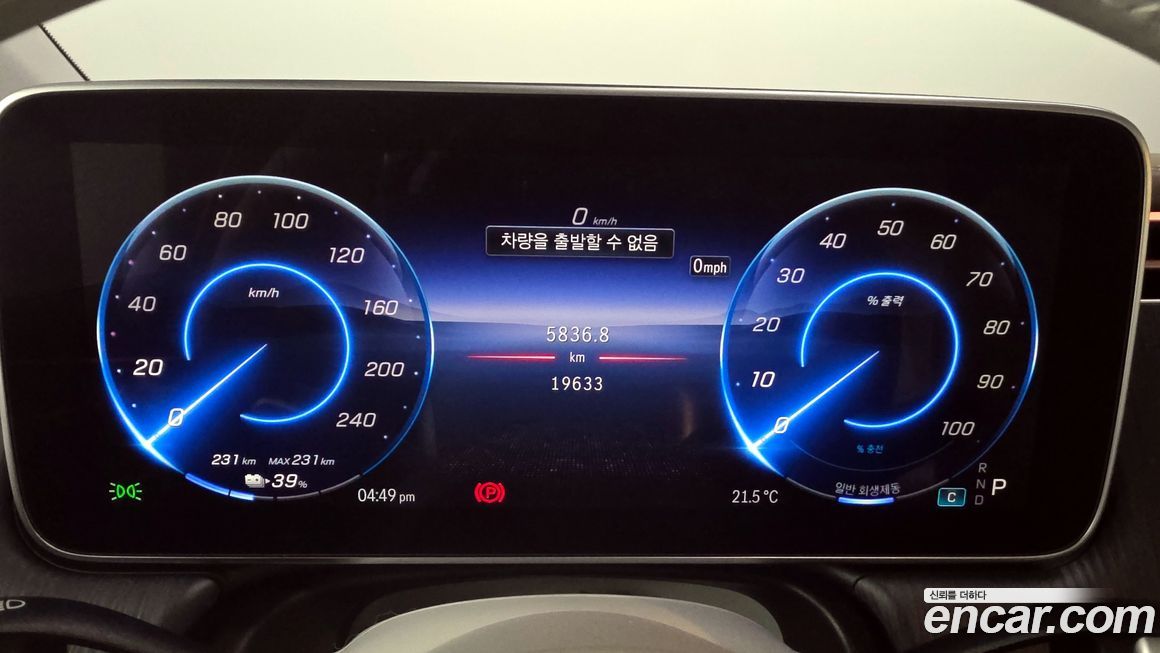 0 km/h
차량을 출발할 수 없음
0mph
80 100
60 120
40 160
20 200
0 240
km/h
231 km MAX 231 km
39%
04:49 pm
5836.8
km
19633
50
40 60
30 70
20 80
10 90
0 100
% 출력
% 충전
일반 회생제동
21.5 °C
C
R
N
D
P
신뢰를 더하다
encar.com